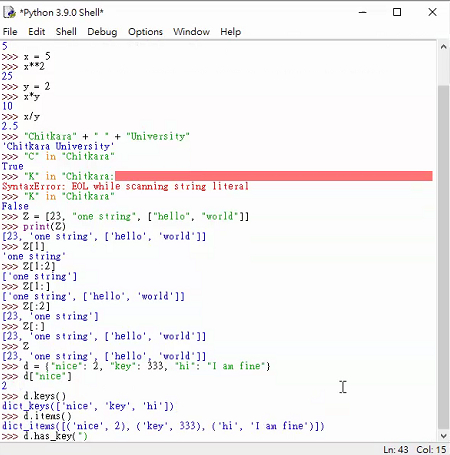 *Python 3.9.0 Shell*
File Edit Shell Debug Options Window Help
5
>>> x = 5
>>> x**2
25
>>> y = 2
>>> x*y
10
>>> x/y
2.5
>>> "Chitkara" + " " + "University"
'Chitkara University'
>>> "C" in "Chitkara"
True
>>> "K" in "Chitkara:
SyntaxError: EOL while scanning string literal
>>> "K" in "Chitkara"
False
>>> Z = [23, "one string", ["hello", "world"]]
>>> print(Z)
[23, 'one string', ['hello', 'world']]
>>> Z[1]
'one string'
>>> Z[1:2]
['one string']
>>> Z[1:]
['one string', ['hello', 'world']]
>>> Z[:2]
[23, 'one string']
>>> Z[:]
[23, 'one string', ['hello', 'world']]
>>> Z
[23, 'one string', ['hello', 'world']]
>>> d = {"nice": 2, "key": 333, "hi": "I am fine"}
>>> d["nice"]
2
>>> d.keys()
dict_keys(['nice', 'key', 'hi'])
>>> d.items()
dict_items([('nice', 2), ('key', 333), ('hi', 'I am fine')])
>>> d.has_key(")
Ln: 43 Col: 15